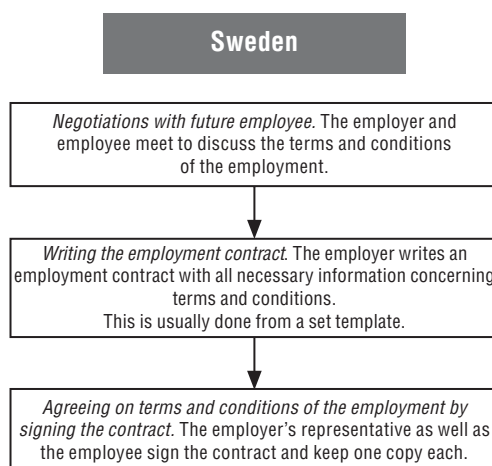 Sweden
Negotiations with future employee. The employer and
employee meet to discuss the terms and conditions
of the employment.
Writing the employment contract. The employer writes an
employment contract with all necessary information concerning
terms and conditions.
This is usually done from a set template.
Agreeing on terms and conditions of the employment by
signing the contract. The employer's representative as well as
the employee sign the contract and keep one copy each.